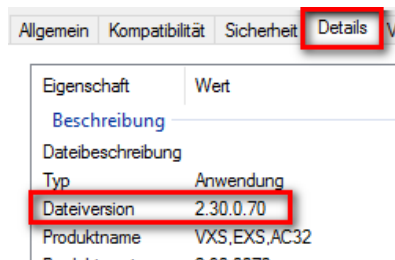 Allgemein Kompatibilität Sicherheit Details
Eigenschaft Wert
Beschreibung
Dateibeschreibung
Typ Anwendung
Dateiversion 2.30.0.70
Produktname VXS,EXS,AC32